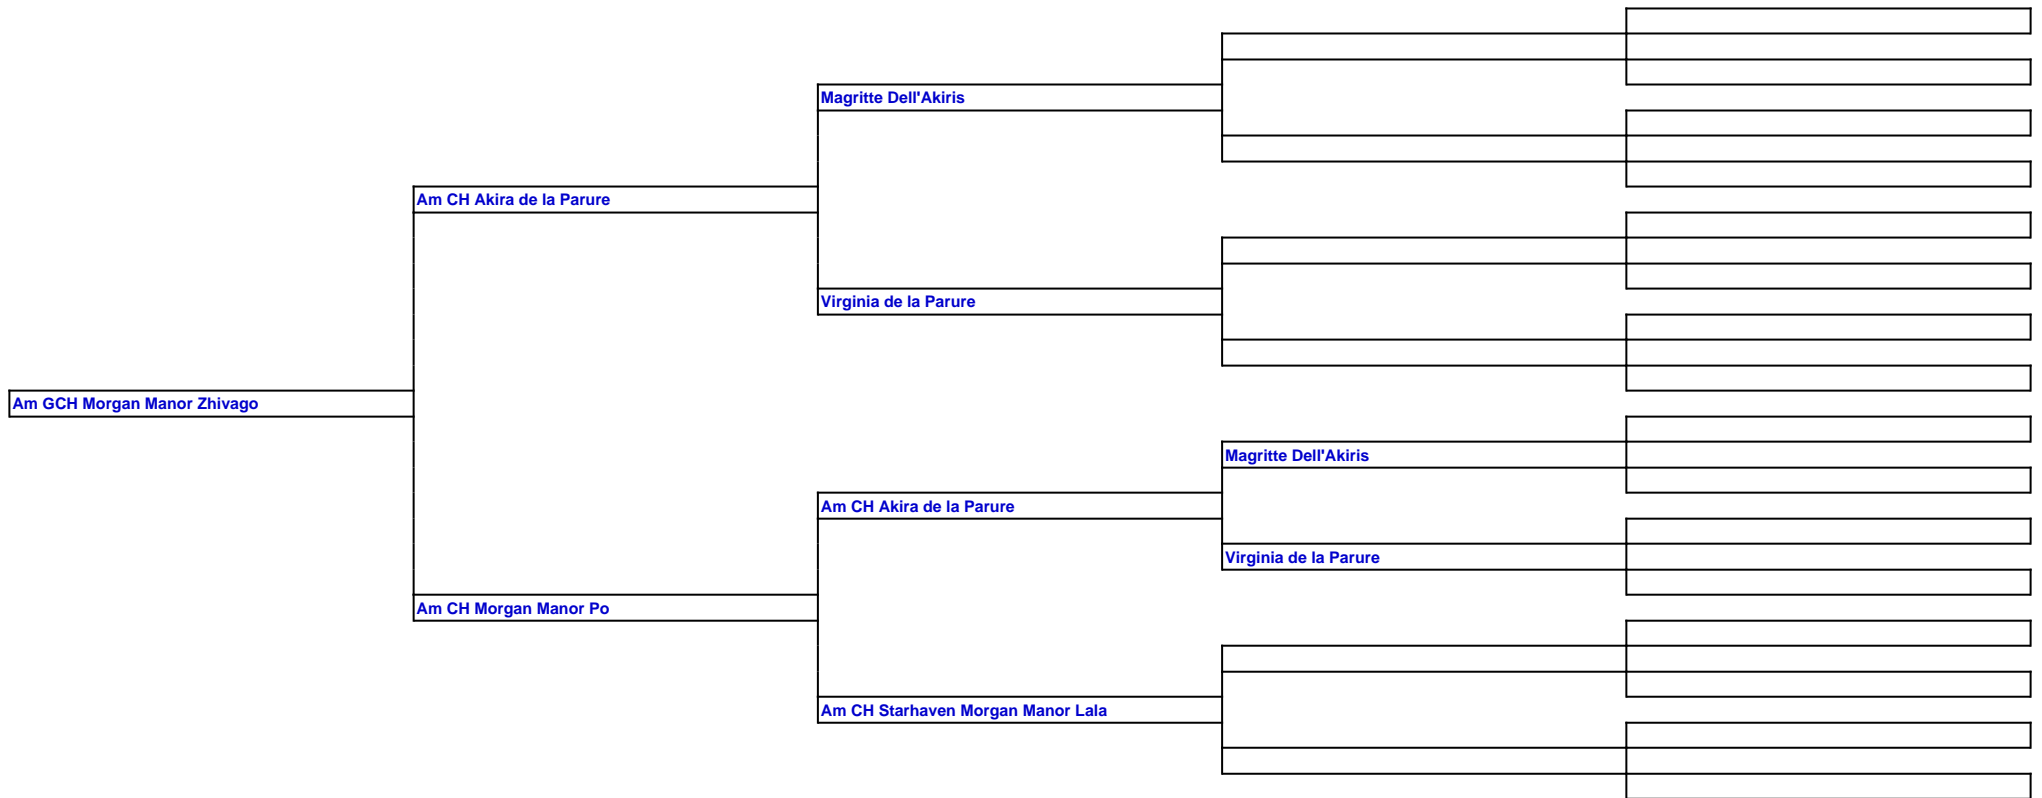 Magritte Dell'Akiris
Am CH Akira de la Parure
Virginia de la Parure
Am GCH Morgan Manor Zhivago
Magritte Dell'Akiris
Am CH Akira de la Parure
Virginia de la Parure
Am CH Morgan Manor Po
Am CH Starhaven Morgan Manor Lala